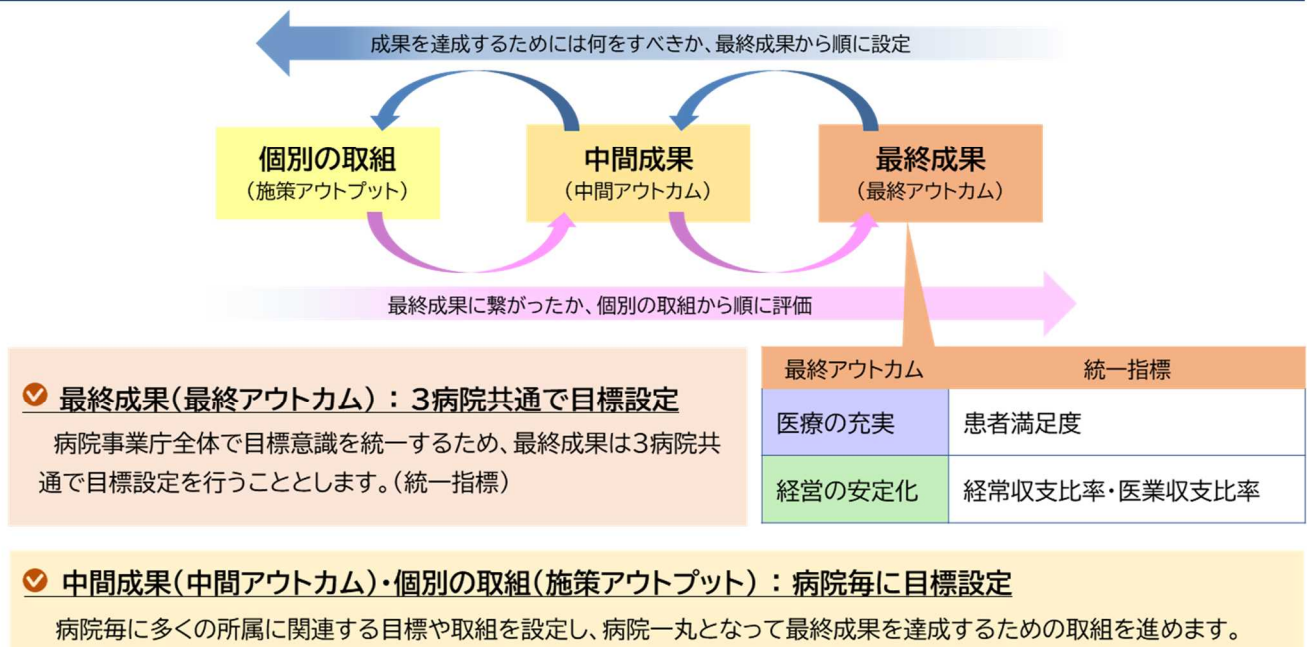 成果を達成するためには何をすべきか、最終成果から順に設定
個別の取組
（施策アウトプット）
中間成果
（中間アウトカム）
最終成果
（最終アウトカム）
最終成果に繋がったか、個別の取組から順に評価
最終成果（最終アウトカム）：３病院共通で目標設定
病院事業庁全体で目標意識を統一するため、最終成果は３病院共
通で目標設定を行うこととします。（統一指標）
最終アウトカム 統一指標
医療の充実 患者満足度
経営の安定化 経常収支比率・医業収支比率
中間成果（中間アウトカム）・個別の取組（施策アウトプット）：病院毎に目標設定
病院毎に多くの所属に関連する目標や取組を設定し、病院一丸となって最終成果を達成するための取組を進めます。